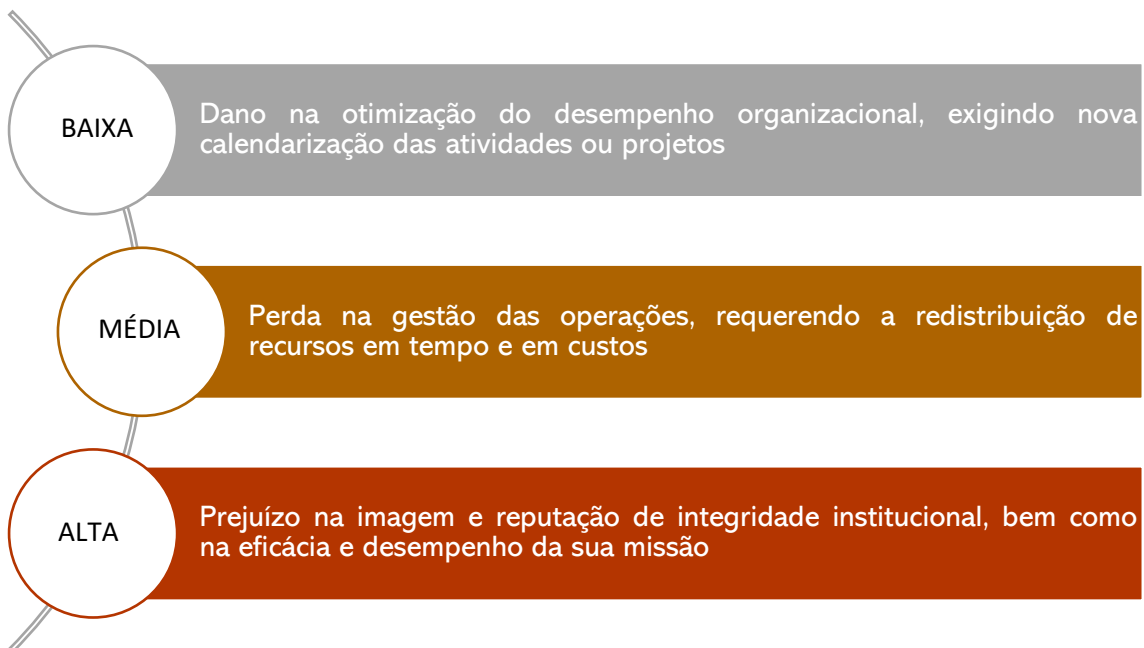 BAIXA
Dano na otimização do desempenho organizacional, exigindo nova
calendarização das atividades ou projetos
MÉDIA
Perda na gestão das operações, requerendo a redistribuição de
recursos em tempo e em custos
ALTA
Prejuízo na imagem e reputação de integridade institucional, bem como
na eficácia e desempenho da sua missão